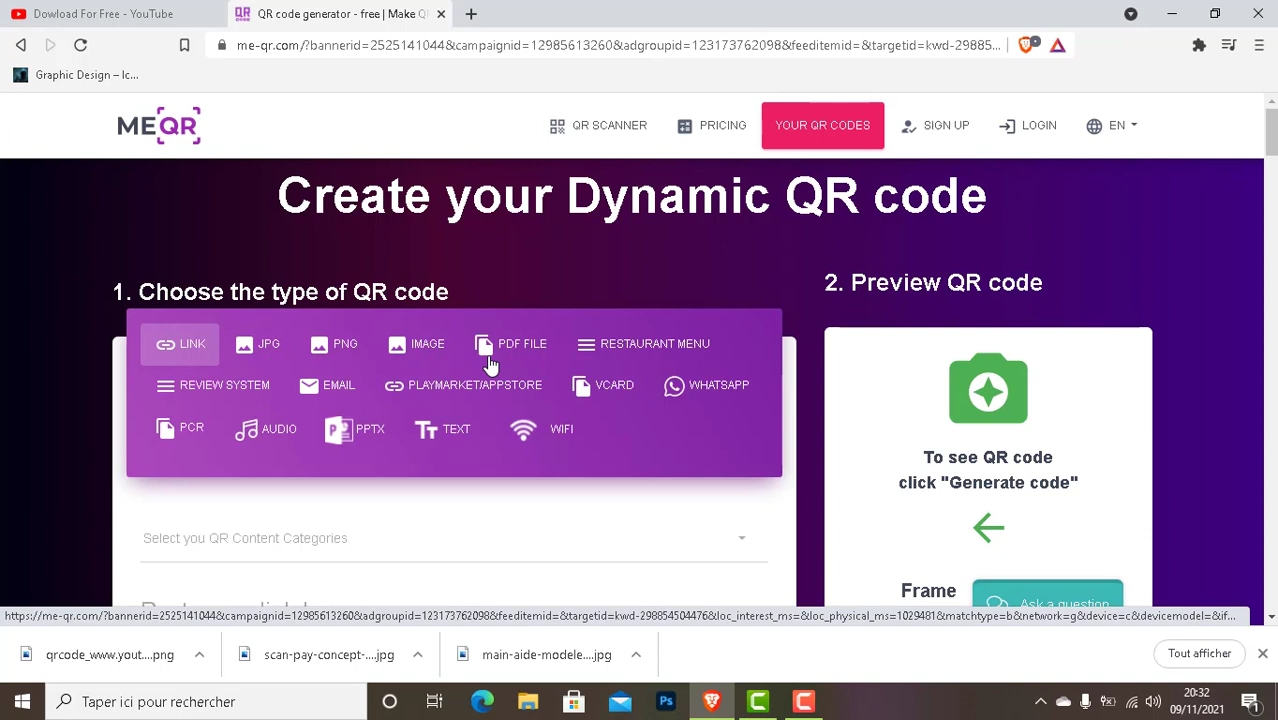 Dowload For Free - YouTube
QR code generator - free | Make Q
me-qr.com/?bannerid=2525141044&campaignid=12985613260&adgroupid=123173762098&feeditemid=&targetid=kwd-29885...
Graphic Design – Ic...
MEQR
QR SCANNER
PRICING
YOUR QR CODES
SIGN UP
LOGIN
EN
Create your Dynamic QR code
1. Choose the type of QR code
2. Preview QR code
LINK JPG PNG IMAGE PDF FILE RESTAURANT MENU
REVIEW SYSTEM EMAIL PLAYMARKET/APPSTORE VCARD WHATSAPP
PCR AUDIO PPTX TEXT WIFI
To see QR code
click "Generate code"
Select you QR Content Categories
Frame
Ask a question
https://me-qr.com/?bannerid=2525141044&campaignid=12985613260&adgroupid=123173762098&feeditemid=&targetid=kwd-298854504476&loc_interest_ms=&loc_physical_ms=1029481&matchtype=b&network=g&device=c&devicemodel=&if...
qrcode_www.yout....png
scan-pay-concept-....jpg
main-aide-modele....jpg
Tout afficher
Taper ici pour rechercher
Ps
20:32
09/11/2021
1